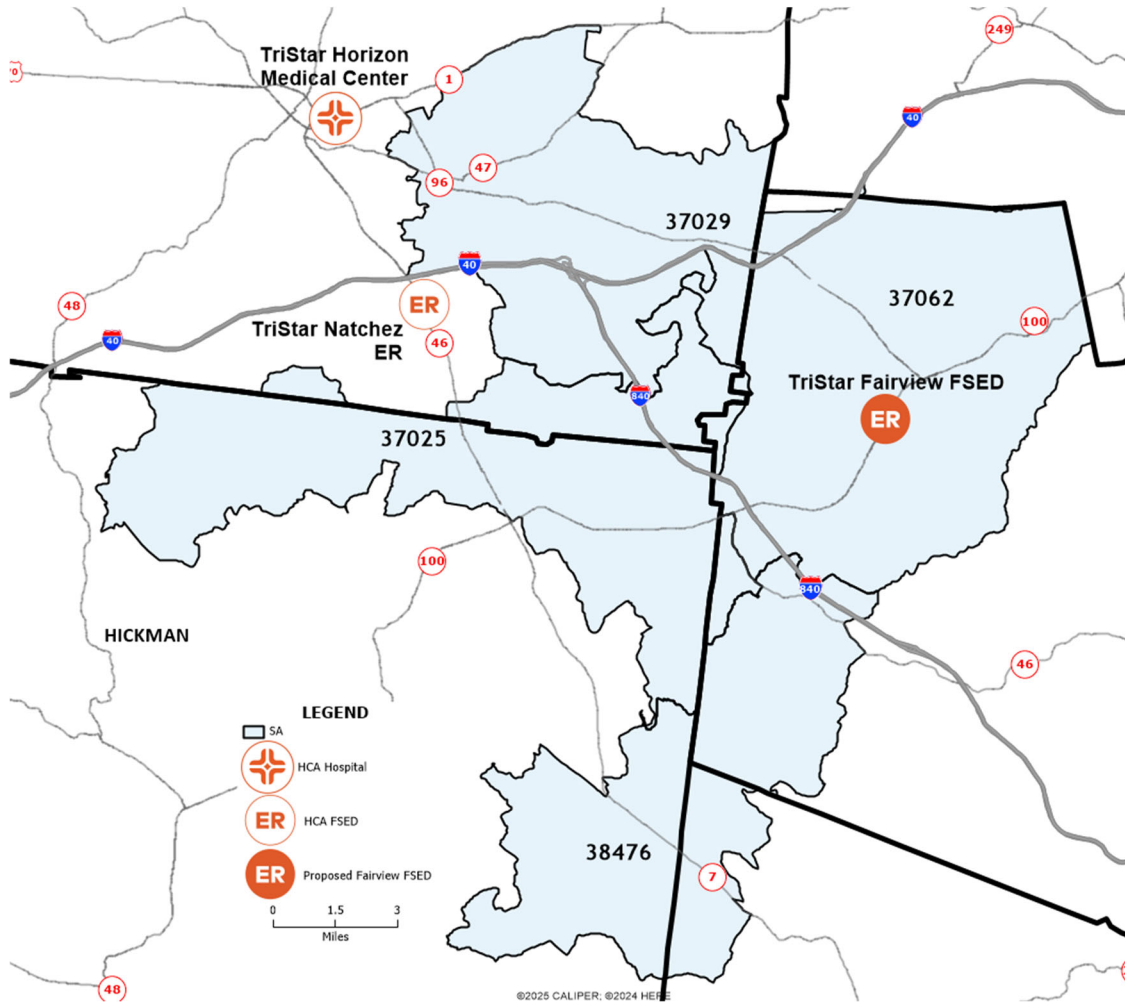 249
TriStar Horizon
Medical Center
1
70
40
47
96
37029
40
37062
48
ER
TriStar Natchez
ER
46
100
40
TriStar Fairview FSED
ER
840
37025
100
840
HICKMAN
46
LEGEND
SA
HCA Hospital
ER
HCA FSED
ER
Proposed Fairview FSED
0 1.5 3
Miles
38476
7
48
©2025 CALIPER; ©2024 HERE